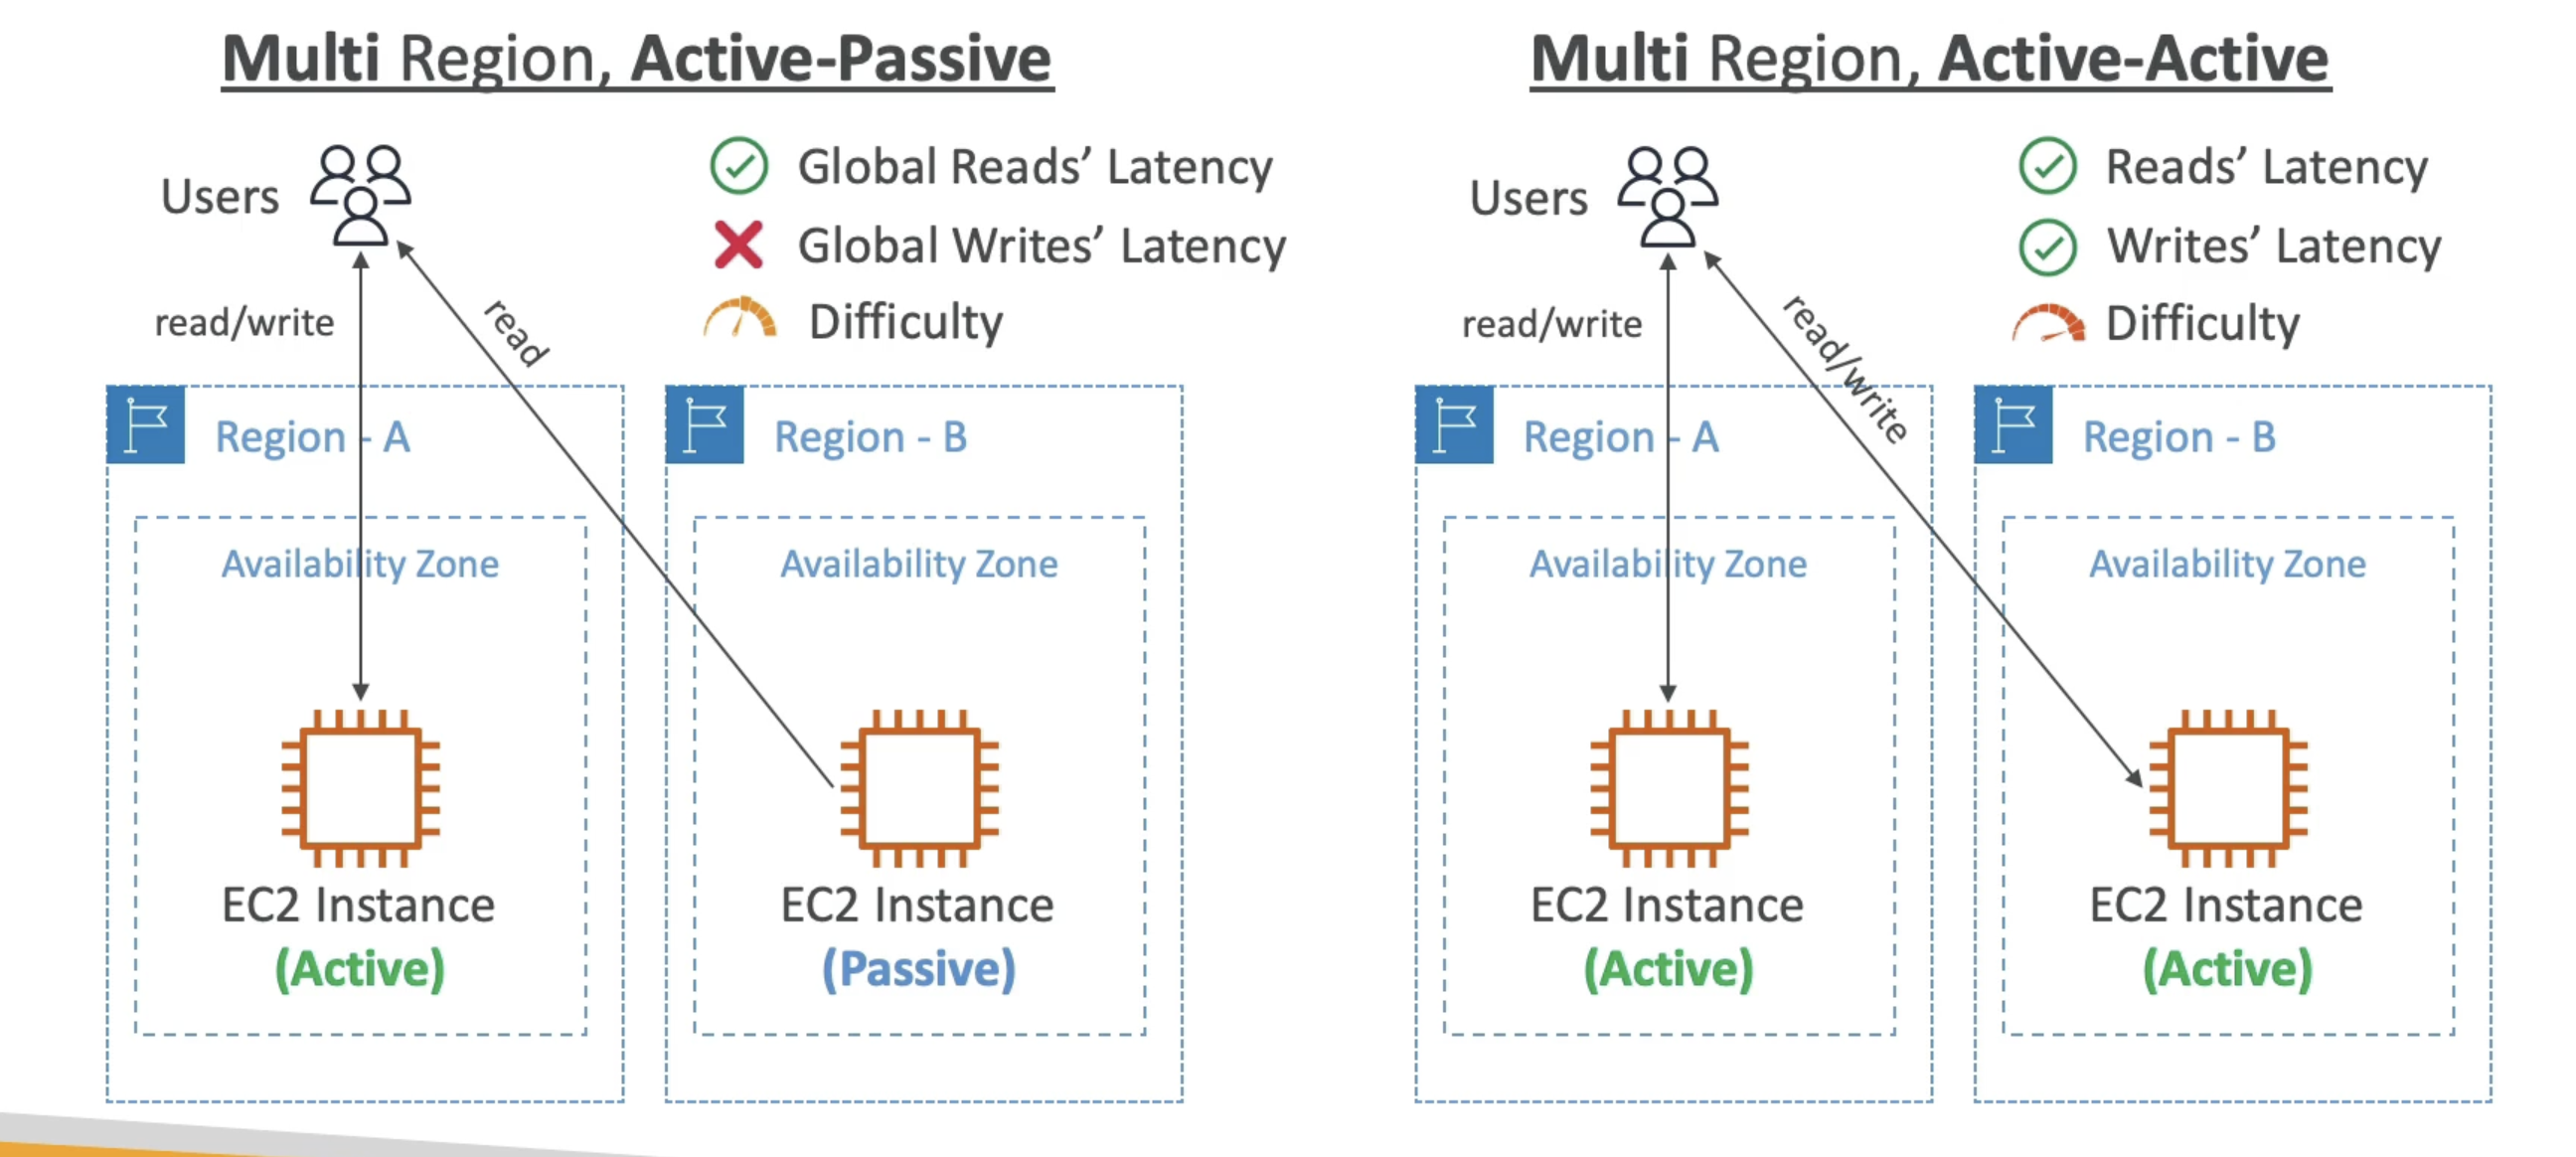 Multi Region, Active-Passive
Users
Global Reads’ Latency
Global Writes’ Latency
Difficulty
read/write
read
Region - A
Availability Zone
EC2 Instance
(Active)
Region - B
Availability Zone
EC2 Instance
(Passive)
Multi Region, Active-Active
Users
Reads’ Latency
Writes’ Latency
Difficulty
read/write
read/write
Region - A
Availability Zone
EC2 Instance
(Active)
Region - B
Availability Zone
EC2 Instance
(Active)